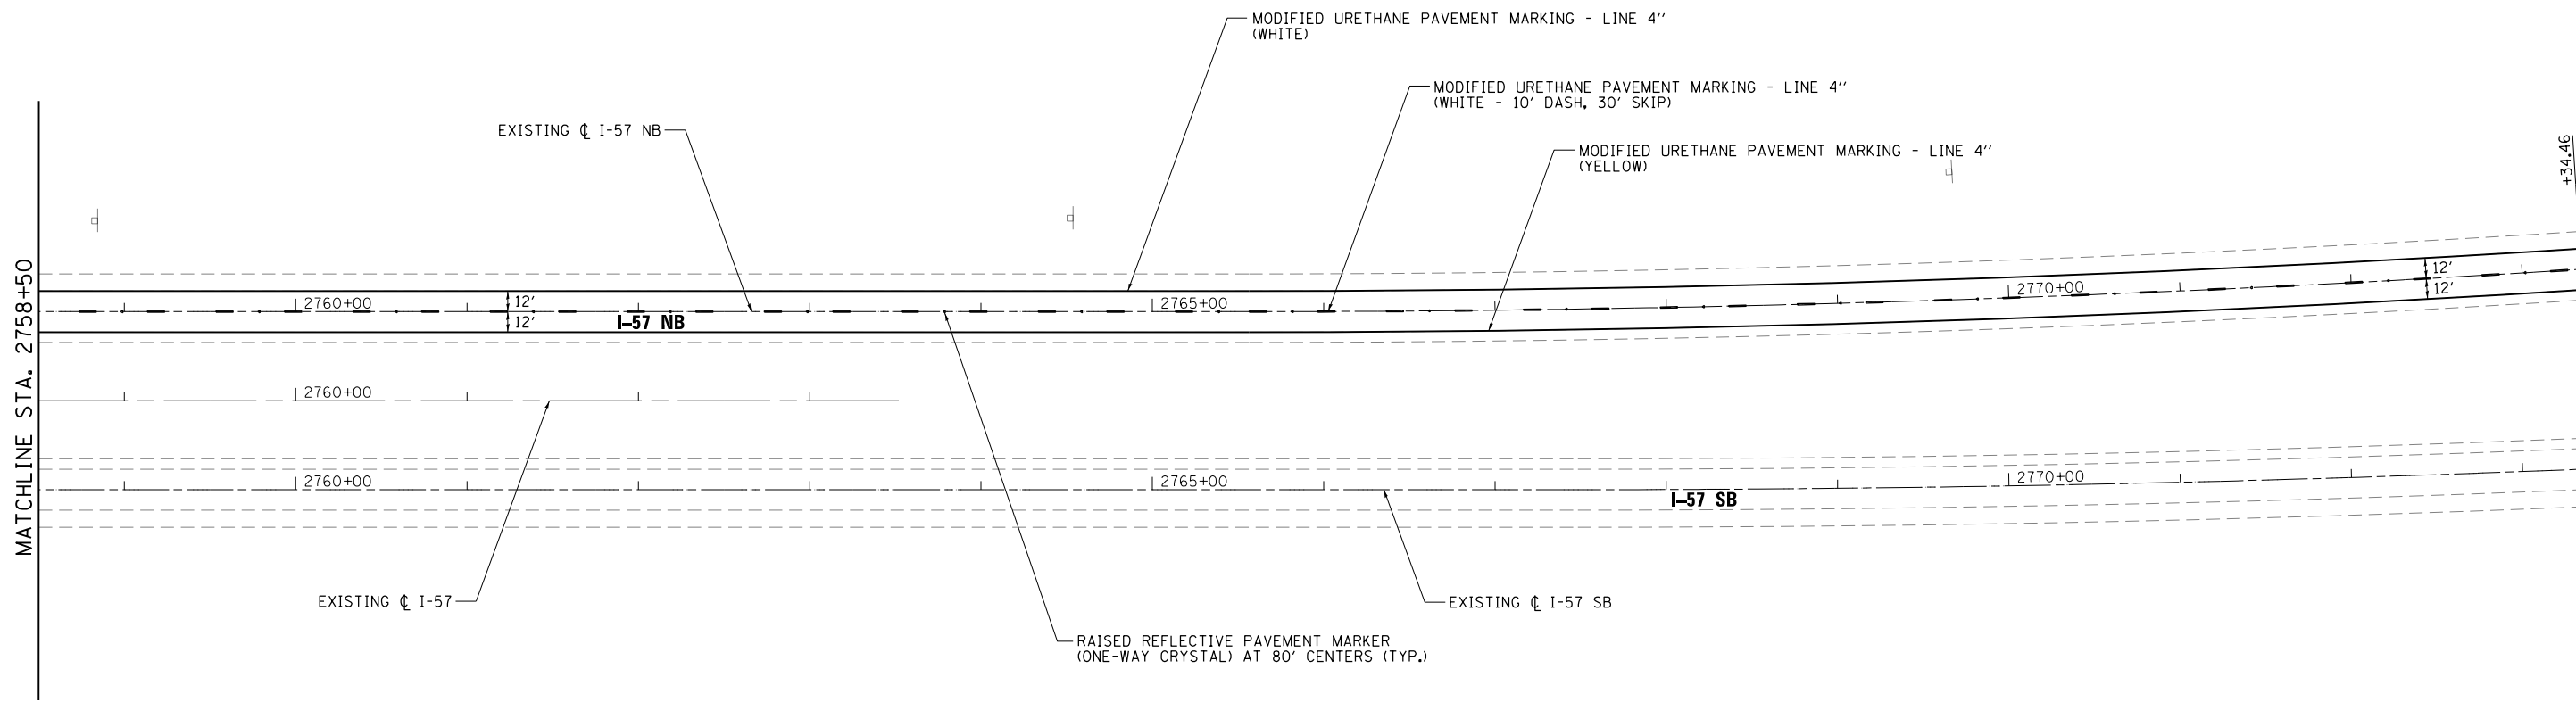 MODIFIED URETHANE PAVEMENT MARKING - LINE 4''
(WHITE)
MODIFIED URETHANE PAVEMENT MARKING - LINE 4''
(WHITE - 10' DASH, 30' SKIP)
EXISTING ℄ I-57 NB
MODIFIED URETHANE PAVEMENT MARKING - LINE 4''
(YELLOW)
+34.46
MATCHLINE STA. 2758+50
2760+00
12'
12'
I-57 NB
2765+00
2770+00
12'
12'
2760+00
2760+00
2765+00
2770+00
I-57 SB
EXISTING ℄ I-57
EXISTING ℄ I-57 SB
RAISED REFLECTIVE PAVEMENT MARKER
(ONE-WAY CRYSTAL) AT 80' CENTERS (TYP.)